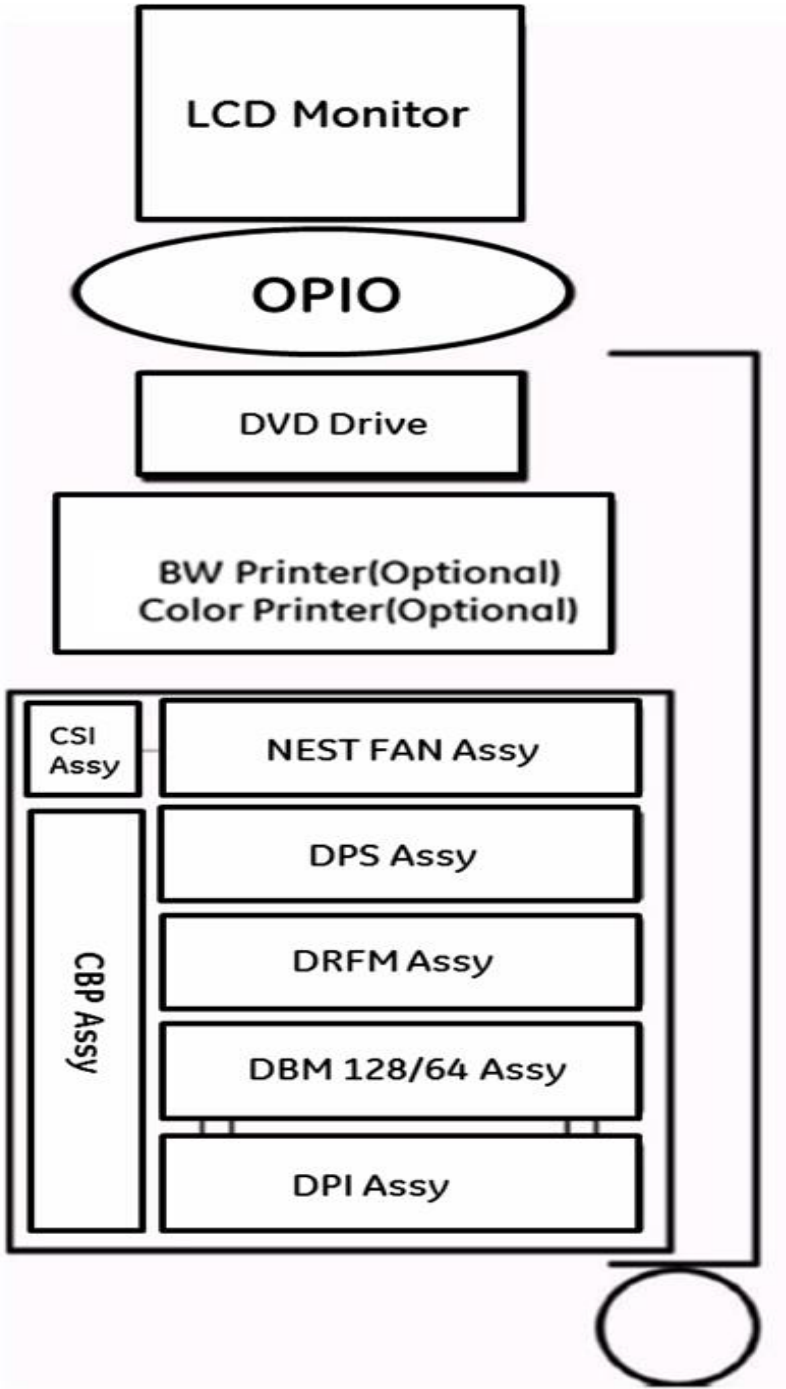 LCD Monitor
OPIO
DVD Drive
BW Printer(Optional)
Color Printer(Optional)
CSI
Assy
NEST FAN Assy
DPS Assy
CBP Assy
DRFM Assy
DBM 128/64 Assy
DPI Assy